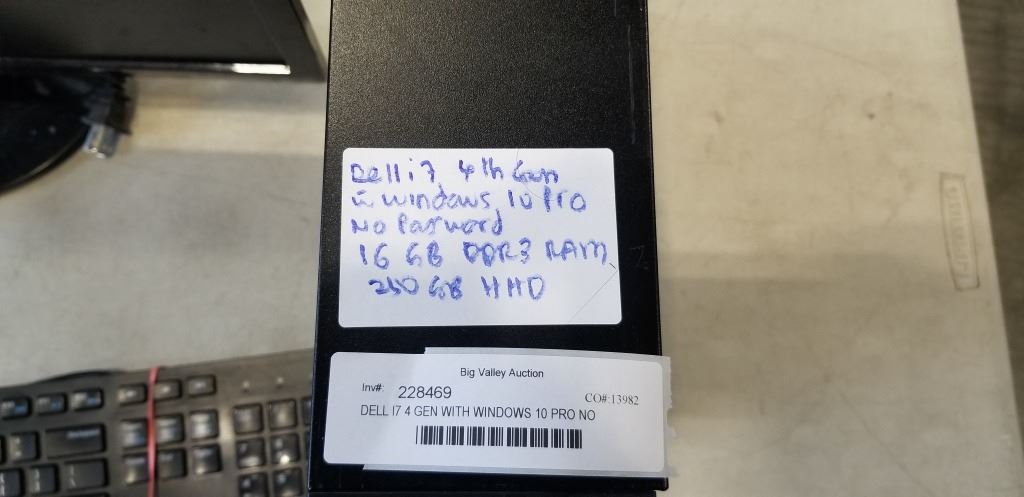 Dell i7 4th Gen
w windows 10 Pro
No Password
16 GB DDR3 RAM
250 GB HHD
Big Valley Auction
Inv#: 228469
CO#:13982
DELL I7 4 GEN WITH WINDOWS 10 PRO NO